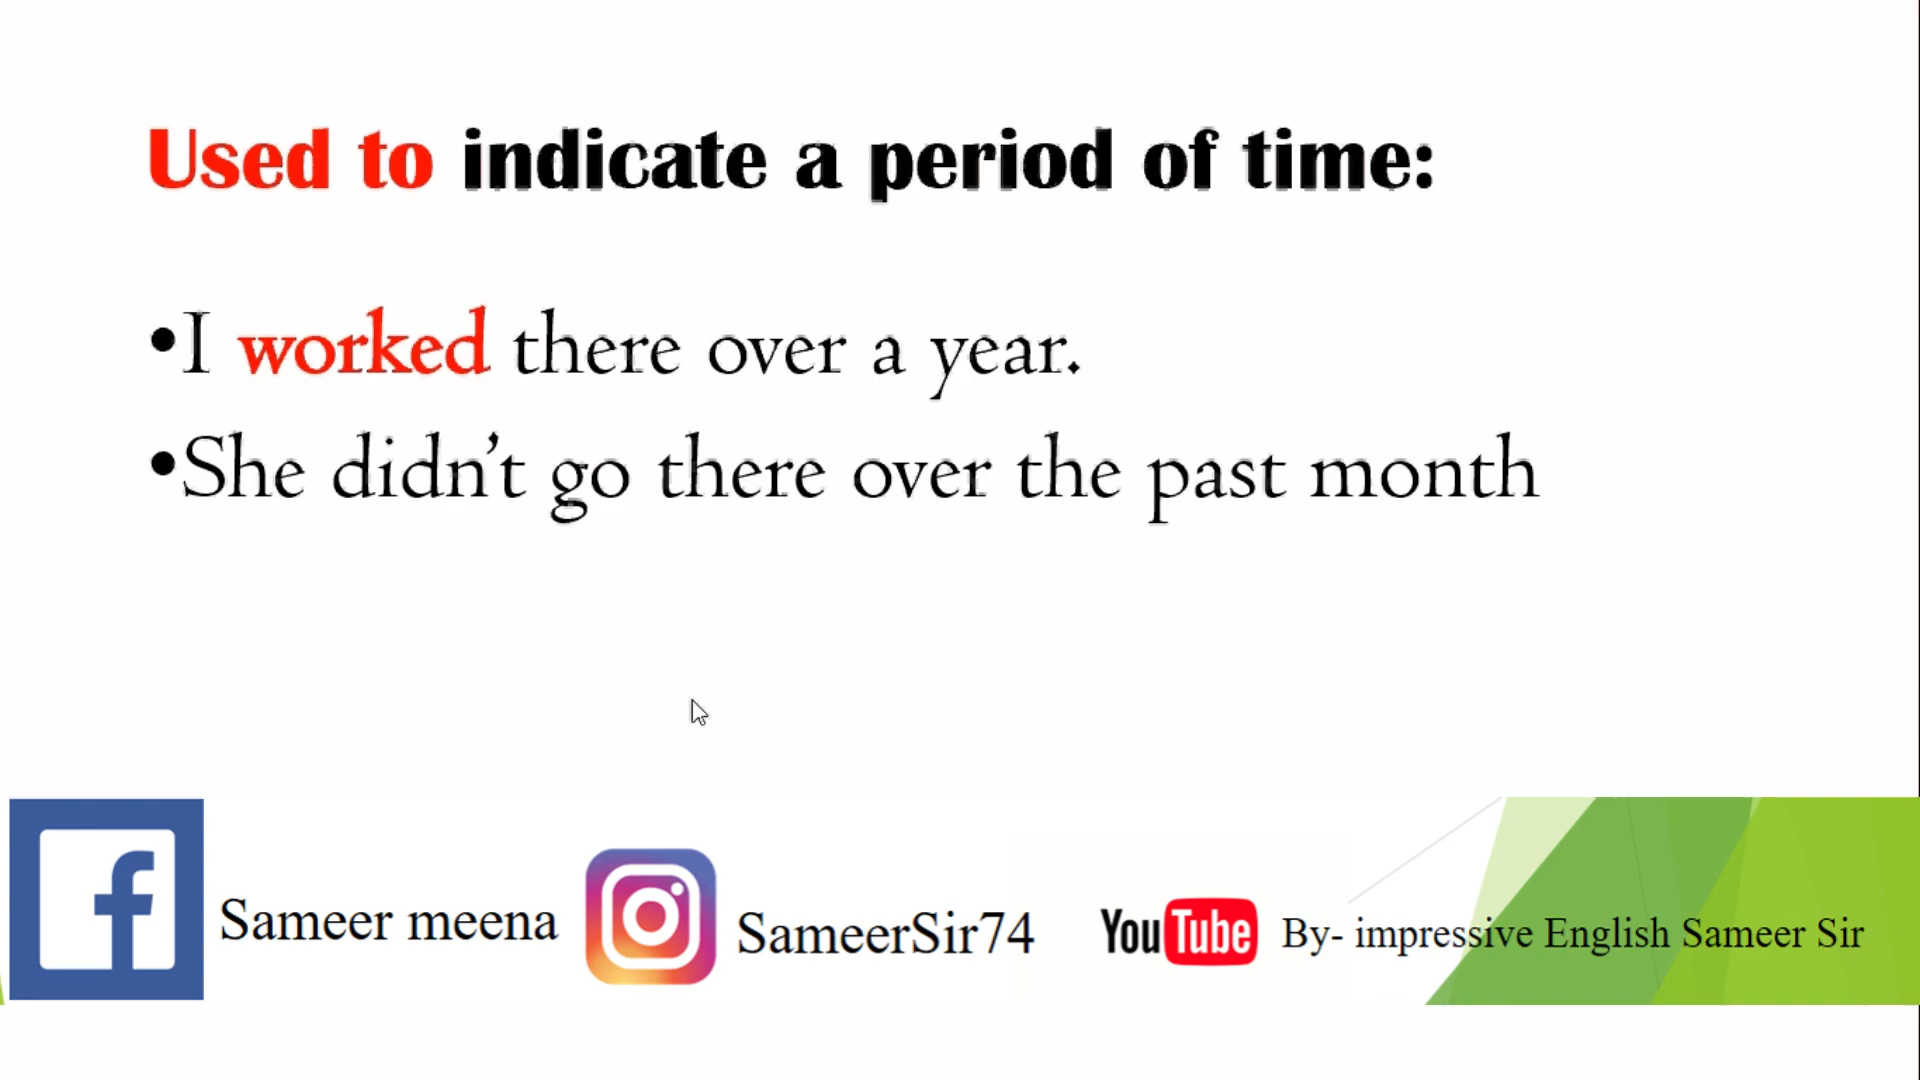 Used to indicate a period of time:
•I worked there over a year.
•She didn’t go there over the past month
Sameer meena
SameerSir74
YouTube
By- impressive English Sameer Sir